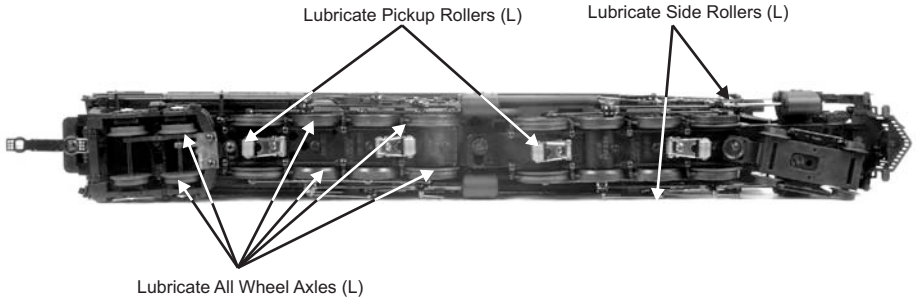 Lubricate Pickup Rollers (L)
Lubricate Side Rollers (L)
Lubricate All Wheel Axles (L)